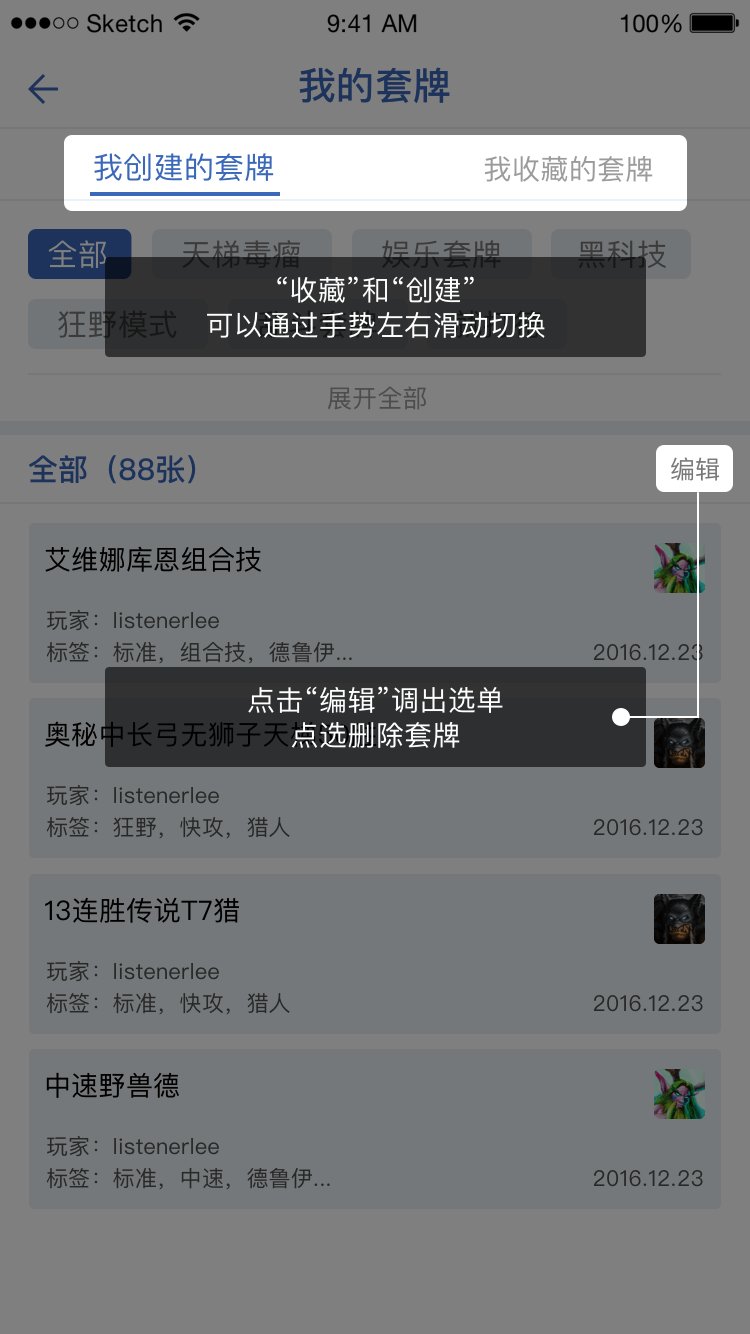 Sketch 9:41 AM 100%
我的套牌
我创建的套牌 我收藏的套牌
全部 天梯毒瘤 娱乐套牌 黑科技
“收藏”和“创建”
狂野模式
可以通过手势左右滑动切换
展开全部
全部（88张） 编辑
艾维娜库恩组合技
玩家：listenerlee
标签：标准，组合技，德鲁伊... 2016.12.23
点击“编辑”调出选单
奥秘中长弓无狮子天梯
点选删除套牌
玩家：listenerlee
标签：狂野，快攻，猎人 2016.12.23
13连胜传说T7猎
玩家：listenerlee
标签：标准，快攻，猎人 2016.12.23
中速野兽德
玩家：listenerlee
标签：标准，中速，德鲁伊... 2016.12.23